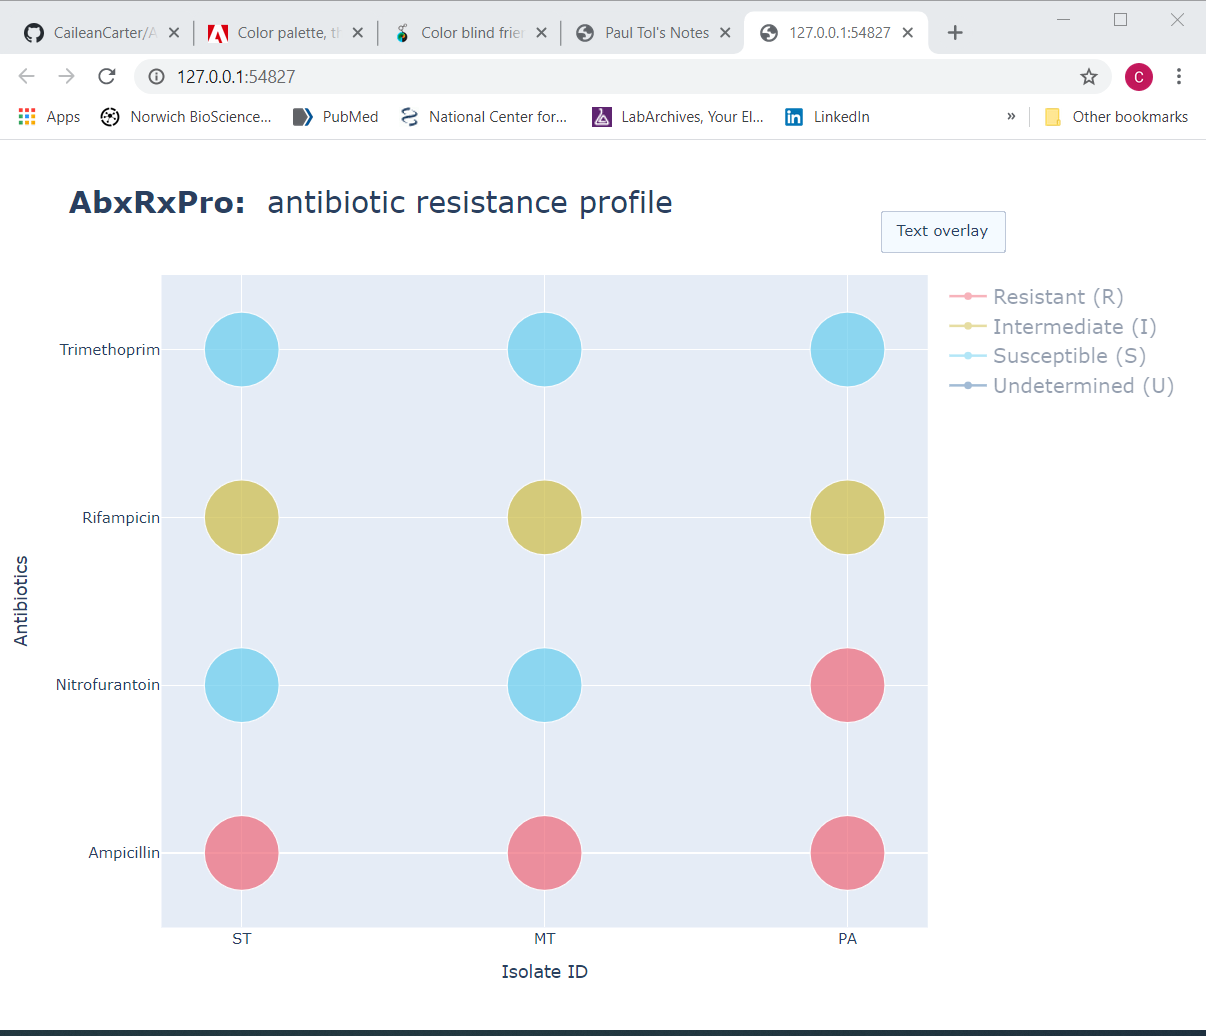 CaileanCarter/A
Color palette, th
Color blind frien
Paul Tol's Notes
127.0.0.1:54827
127.0.0.1:54827
C
Apps
Norwich BioScience...
PubMed
National Center for...
LabArchives, Your El...
LinkedIn
»
Other bookmarks
AbxRxPro: antibiotic resistance profile
Text overlay
Resistant (R)
Intermediate (I)
Susceptible (S)
Undetermined (U)
Trimethoprim
Rifampicin
Nitrofurantoin
Ampicillin
Antibiotics
ST
MT
PA
Isolate ID